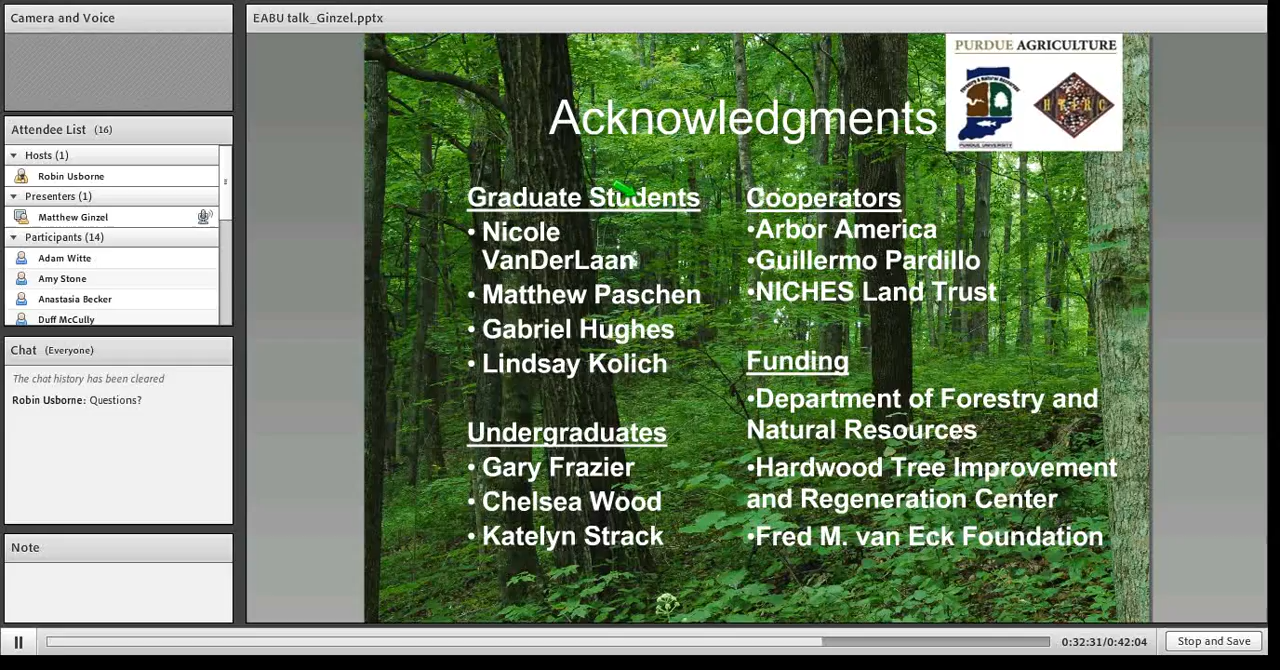 Camera and Voice
EABU talk_Ginzel.pptx
Attendee List (16)
Hosts (1)
Robin Usborne
Presenters (1)
Matthew Ginzel
Participants (14)
Adam Witte
Amy Stone
Anastasia Becker
Duff McCully
Chat (Everyone)
The chat history has been cleared
Robin Usborne: Questions?
Note
PURDUE AGRICULTURE
HTIRC
Acknowledgments
Graduate Students
• Nicole
VanDerLaan
• Matthew Paschen
• Gabriel Hughes
• Lindsay Kolich
Undergraduates
• Gary Frazier
• Chelsea Wood
• Katelyn Strack
Cooperators
•Arbor America
•Guillermo Pardillo
•NICHES Land Trust
Funding
•Department of Forestry and
Natural Resources
•Hardwood Tree Improvement
and Regeneration Center
•Fred M. van Eck Foundation
0:32:31/0:42:04
Stop and Save